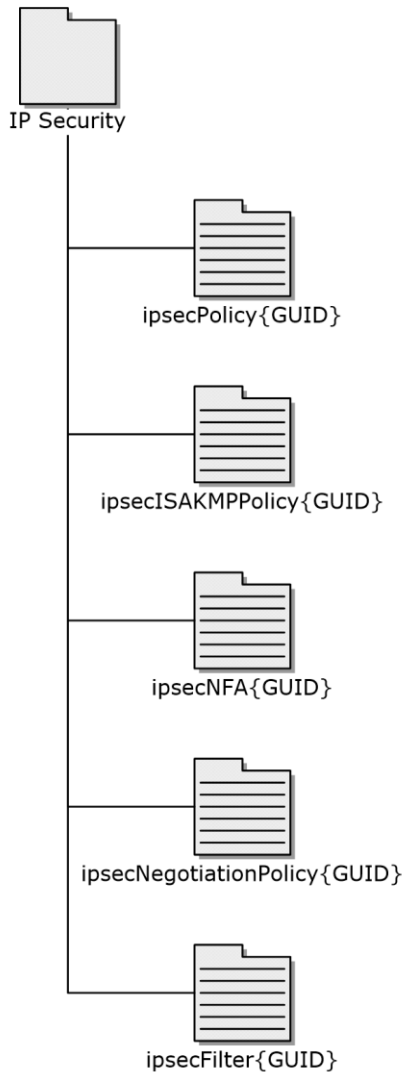 IP Security
ipsecPolicy{GUID}
ipsecISAKMPPolicy{GUID}
ipsecNFA{GUID}
ipsecNegotiationPolicy{GUID}
ipsecFilter{GUID}